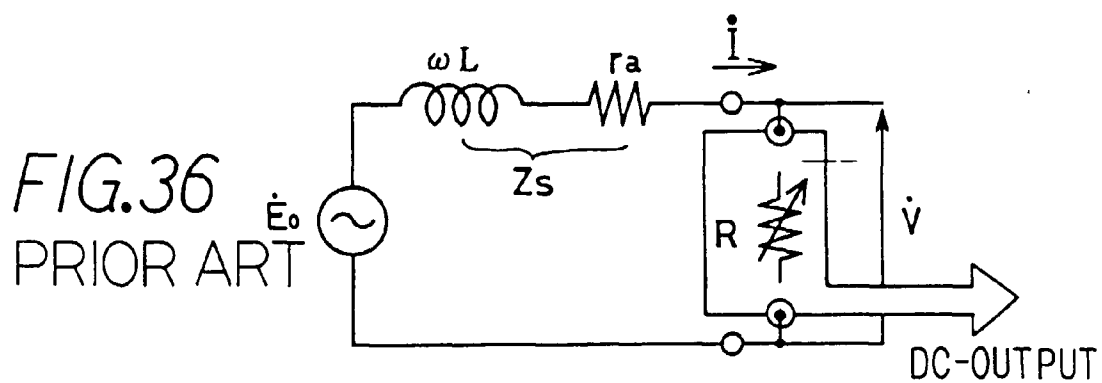 FIG.36
PRIOR ART
Ė₀
ωL
ra
Zs
İ
R
V̇
DC-OUTPUT